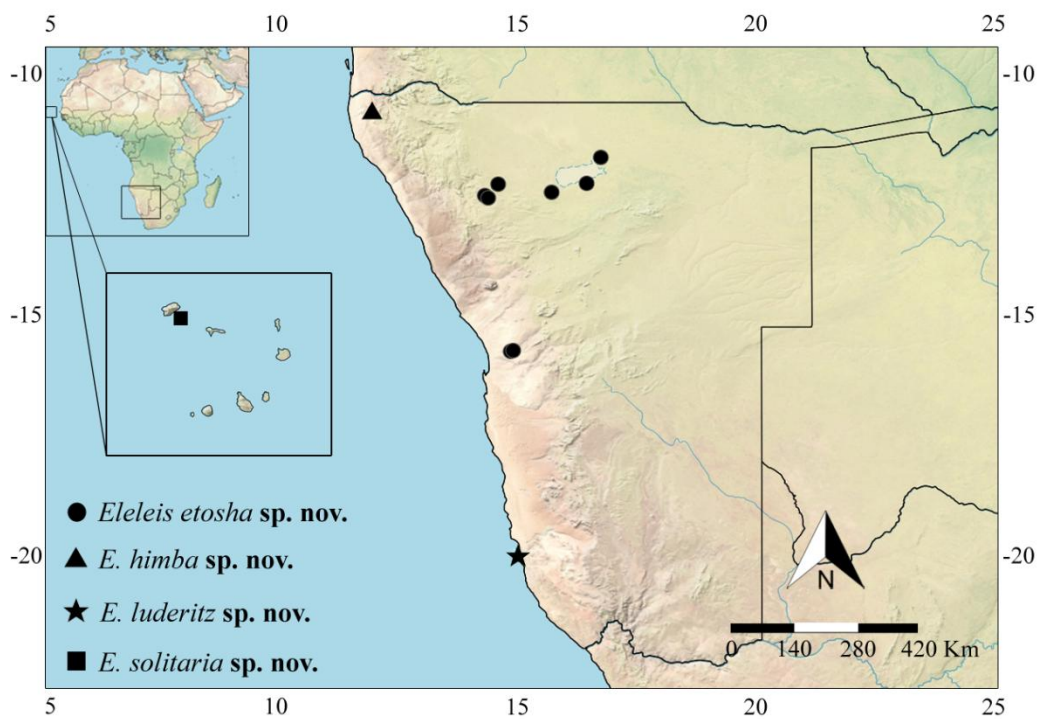 5 10 15 20 25
-10 -10
-15 -15
Eleleis etosha sp. nov.
E. himba sp. nov.
-20 -20
E. luderitz sp. nov.
N
E. solitaria sp. nov.
0 140 280 420 Km
5 10 15 20 25